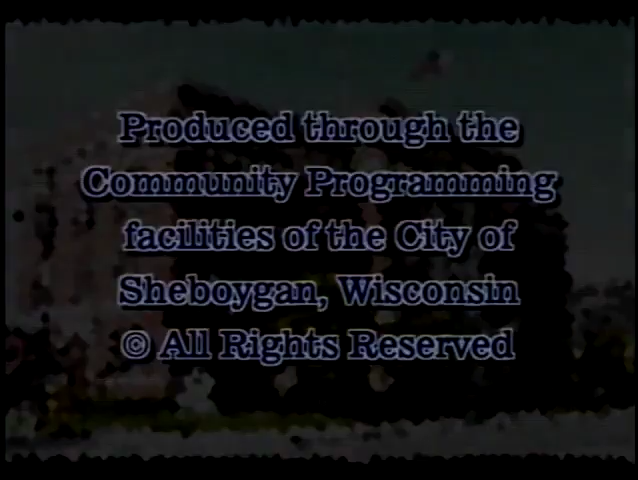 Produced through the
Community Programming
facilities of the City of
Sheboygan, Wisconsin
© All Rights Reserved